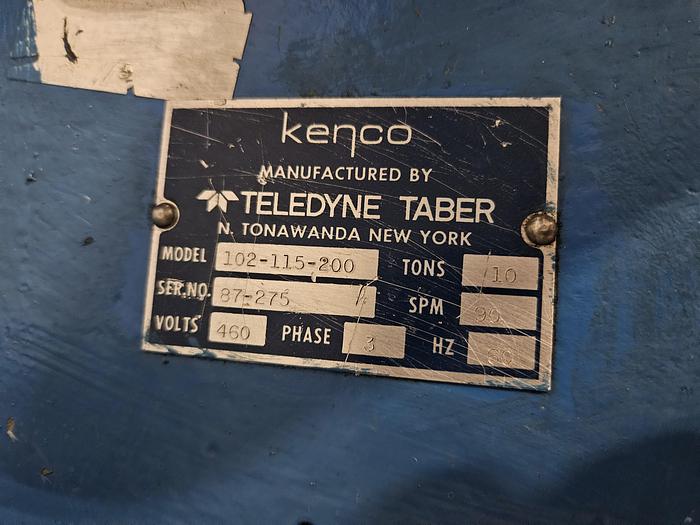 kenco
MANUFACTURED BY
TELEDYNE TABER
N. TONAWANDA NEW YORK
MODEL 102-115-200 TONS 10
SER.NO. 87-275 SPM 90
VOLTS 460 PHASE 3 HZ 60